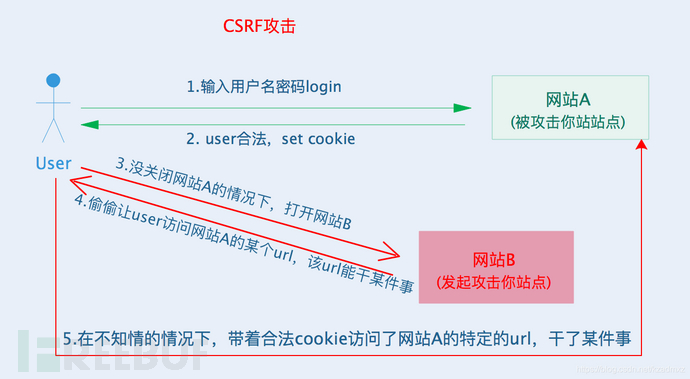 CSRF攻击
1.输入用户名密码login
网站A
(被攻击你站站点)
2. user合法，set cookie
User
3.没关闭网站A的情况下，打开网站B
4.偷偷让user访问网站A的某个url，该url能干某件事
网站B
(发起攻击你站点)
5.在不知情的情况下，带着合法cookie访问了网站A的特定的url，干了某件事
REEBUF